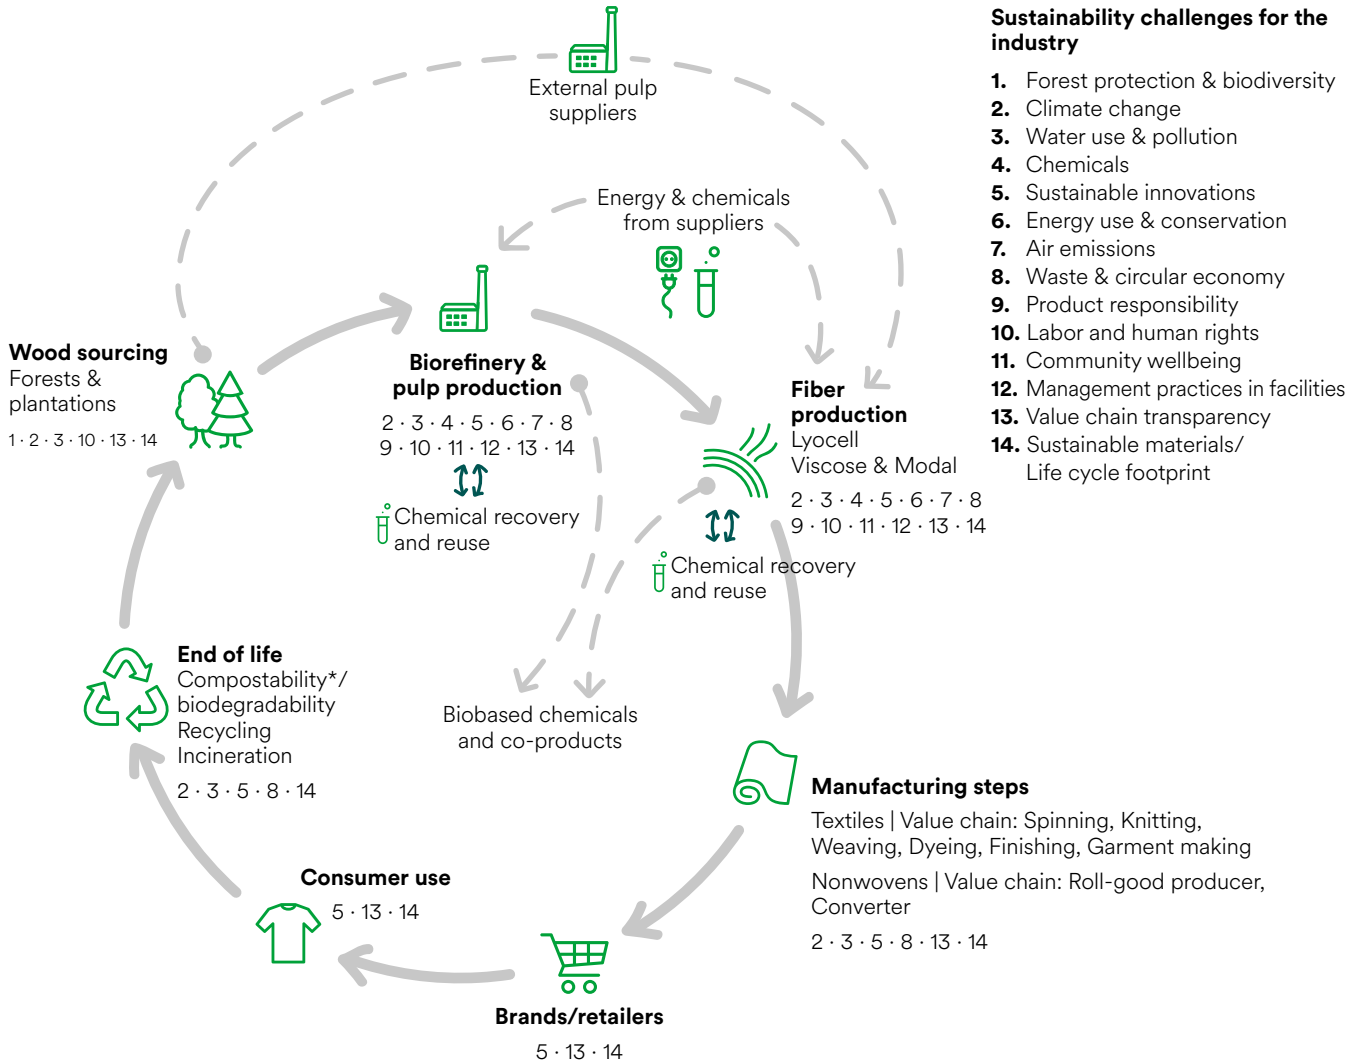 Sustainability challenges for the
industry
1. Forest protection & biodiversity
2. Climate change
3. Water use & pollution
4. Chemicals
5. Sustainable innovations
6. Energy use & conservation
7. Air emissions
8. Waste & circular economy
9. Product responsibility
10. Labor and human rights
11. Community wellbeing
12. Management practices in facilities
13. Value chain transparency
14. Sustainable materials/
Life cycle footprint
External pulp
suppliers
Energy & chemicals
from suppliers
Wood sourcing
Forests &
plantations
1 · 2 · 3 · 10 · 13 · 14
Biorefinery &
pulp production
2 · 3 · 4 · 5 · 6 · 7 · 8
9 · 10 · 11 · 12 · 13 · 14
Chemical recovery
and reuse
Fiber
production
Lyocell
Viscose & Modal
2 · 3 · 4 · 5 · 6 · 7 · 8
9 · 10 · 11 · 12 · 13 · 14
Chemical recovery
and reuse
Biobased chemicals
and co-products
Manufacturing steps
Textiles | Value chain: Spinning, Knitting,
Weaving, Dyeing, Finishing, Garment making
Nonwovens | Value chain: Roll-good producer,
Converter
2 · 3 · 5 · 8 · 13 · 14
Brands/retailers
5 · 13 · 14
Consumer use
5 · 13 · 14
End of life
Compostability*/
biodegradability
Recycling
Incineration
2 · 3 · 5 · 8 · 14